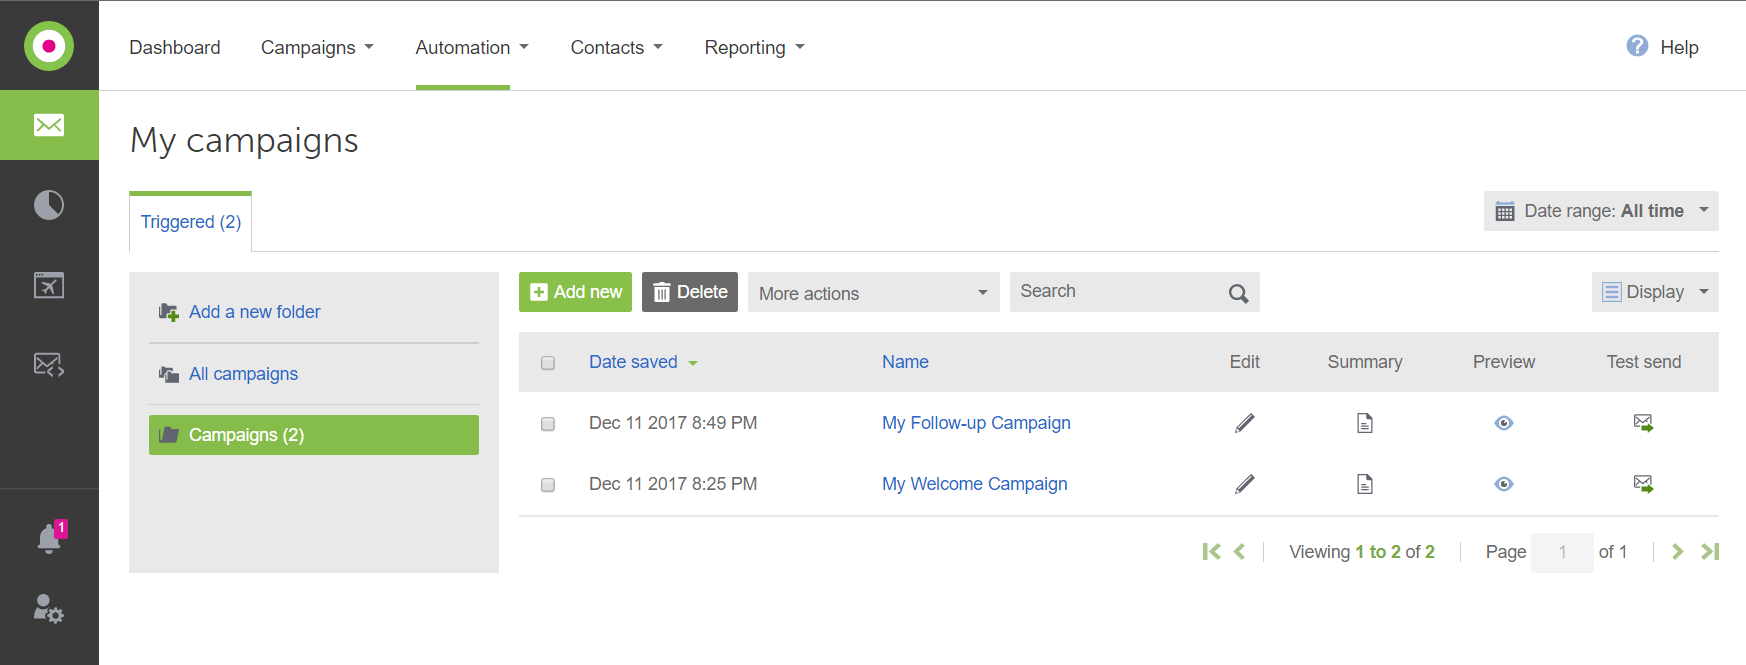 Dashboard Campaigns Automation Contacts Reporting ? Help
My campaigns
Triggered (2)
Date range: All time
Add a new folder
All campaigns
Campaigns (2)
Add new Delete More actions Search Display
Date saved Name Edit Summary Preview Test send
Dec 11 2017 8:49 PM My Follow-up Campaign
Dec 11 2017 8:25 PM My Welcome Campaign
Viewing 1 to 2 of 2 Page 1 of 1
1